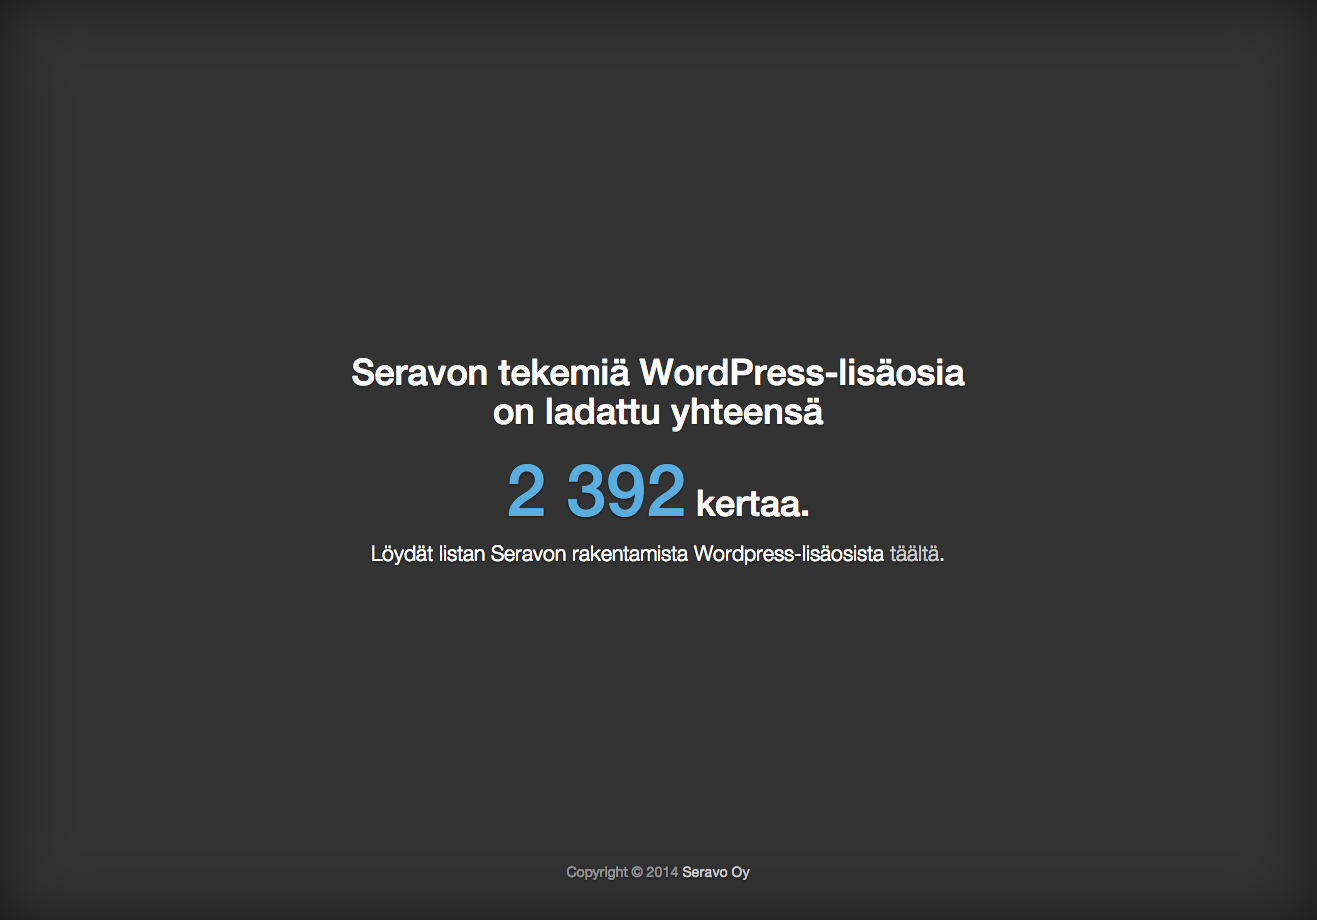 Seravon tekemiä WordPress-lisäosia
on ladattu yhteensä
2 392 kertaa.
Löydät listan Seravon rakentamista Wordpress-lisäosista täältä.
Copyright © 2014 Seravo Oy